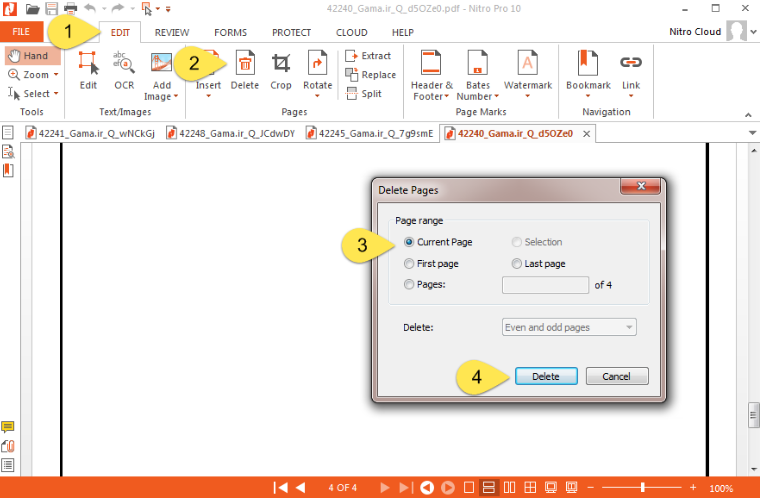 42240_Gama.ir_Q_d5OZe0.pdf - Nitro Pro 10
FILE EDIT REVIEW FORMS PROTECT CLOUD HELP Nitro Cloud
1
2
Hand
Zoom
Select
Tools
Edit
abc
OCR
Add
Image
Text/Images
Insert
Delete
Crop
Rotate
Extract
Replace
Split
Pages
Header &
Footer
Bates
Number
Watermark
Page Marks
Bookmark
Link
Navigation
42241_Gama.ir_Q_wNCkGj 42248_Gama.ir_Q_JCdwDY 42245_Gama.ir_Q_7g9smE 42240_Gama.ir_Q_d5OZe0
Delete Pages
Page range
3
Current Page Selection
First page Last page
Pages: of 4
Delete: Even and odd pages
4
Delete Cancel
4 OF 4 100%